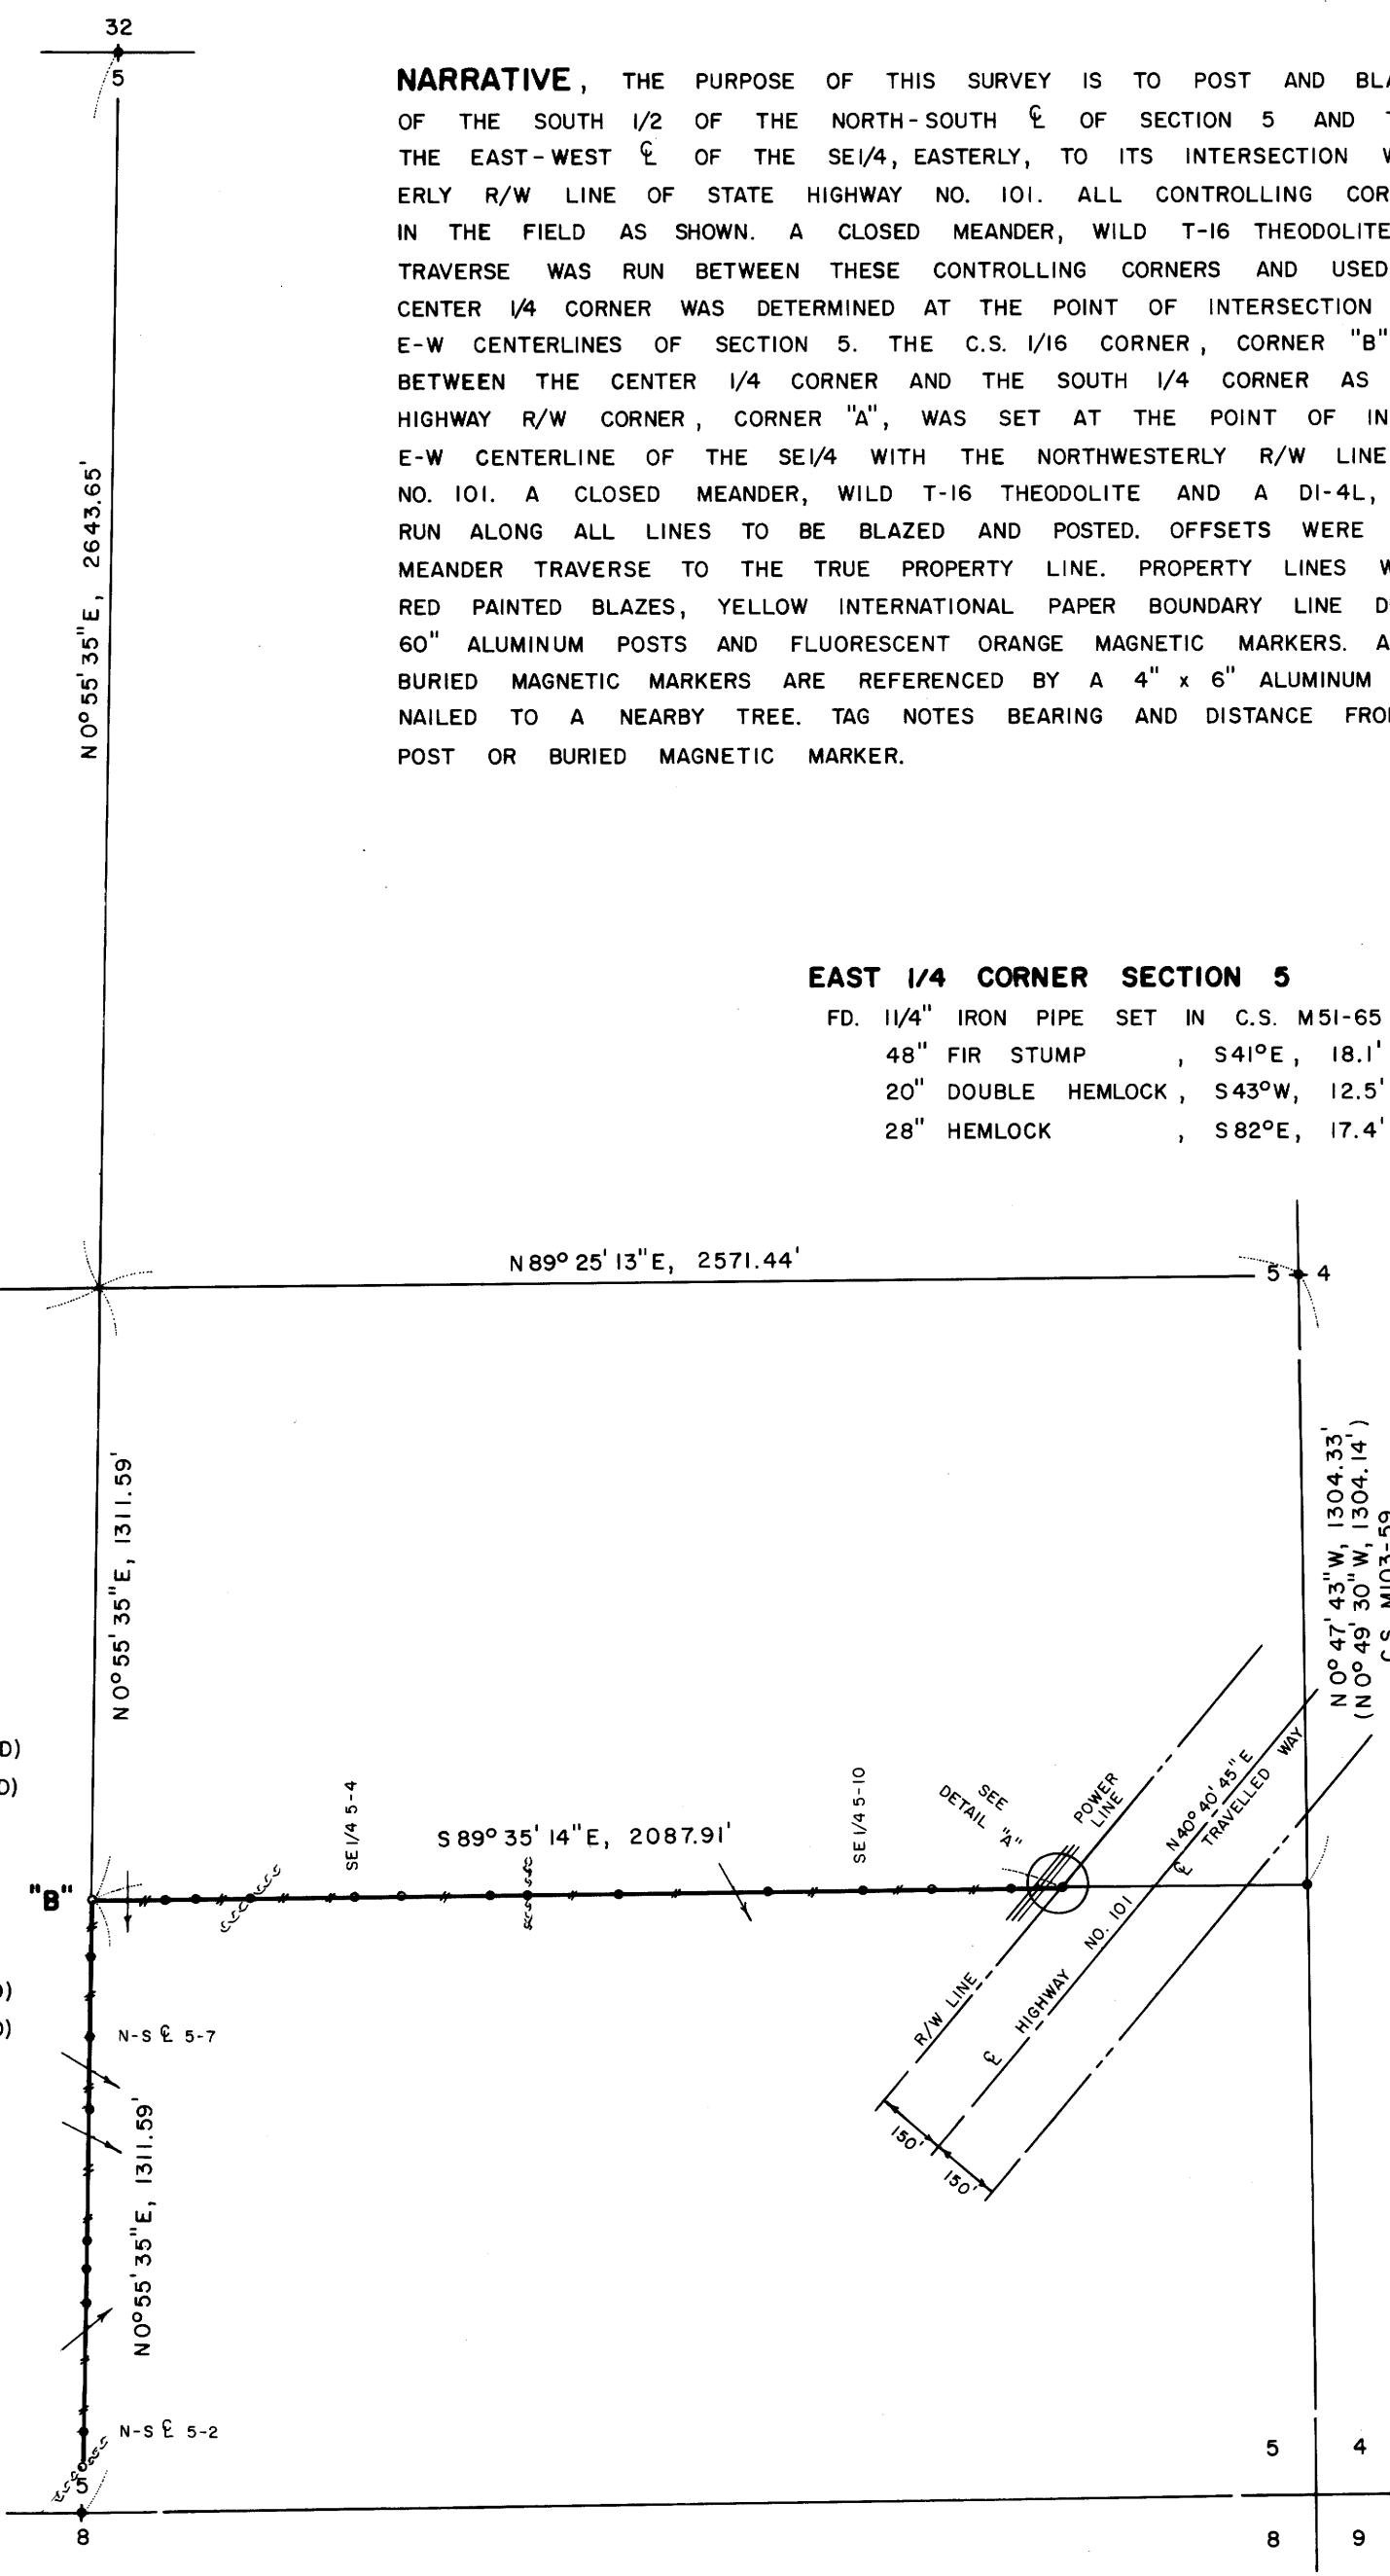 32
5
NARRATIVE, THE PURPOSE OF THIS SURVEY IS TO POST AND
OF THE SOUTH 1/2 OF THE NORTH-SOUTH ℄ OF SECTION 5 AND
THE EAST-WEST ℄ OF THE SE1/4, EASTERLY, TO ITS INTERSECTION
ERLY R/W LINE OF STATE HIGHWAY NO. 101. ALL CONTROLLING
IN THE FIELD AS SHOWN. A CLOSED MEANDER, WILD T-16 THEODOLITE
TRAVERSE WAS RUN BETWEEN THESE CONTROLLING CORNERS AND USED
CENTER 1/4 CORNER WAS DETERMINED AT THE POINT OF INTERSECTION
E-W CENTERLINES OF SECTION 5. THE C.S. 1/16 CORNER, CORNER "B"
BETWEEN THE CENTER 1/4 CORNER AND THE SOUTH 1/4 CORNER AS
HIGHWAY R/W CORNER, CORNER "A", WAS SET AT THE POINT OF IN
E-W CENTERLINE OF THE SE1/4 WITH THE NORTHWESTERLY R/W LINE
NO. 101. A CLOSED MEANDER, WILD T-16 THEODOLITE AND A DI-4L,
RUN ALONG ALL LINES TO BE BLAZED AND POSTED. OFFSETS WERE
MEANDER TRAVERSE TO THE TRUE PROPERTY LINE. PROPERTY LINES
RED PAINTED BLAZES, YELLOW INTERNATIONAL PAPER BOUNDARY LINE
60" ALUMINUM POSTS AND FLUORESCENT ORANGE MAGNETIC MARKERS.
BURIED MAGNETIC MARKERS ARE REFERENCED BY A 4" x 6" ALUMINUM
NAILED TO A NEARBY TREE. TAG NOTES BEARING AND DISTANCE
POST OR BURIED MAGNETIC MARKER.
N0°55'35"E, 2643.65'
EAST 1/4 CORNER SECTION 5
FD. 1 1/4" IRON PIPE SET IN C.S. M51-65
48" FIR STUMP , S41°E, 18.1'
20" DOUBLE HEMLOCK, S43°W, 12.5'
28" HEMLOCK , S82°E, 17.4'
N89°25'13"E, 2571.44'
5 4
N0°55'35"E, 1311.59'
N0°47'43"W, 1304.33'
(N0°49'30"W, 1304.14')
C.S. M103-59
D)
D)
SE1/4 5-4
S89°35'14"E, 2087.91'
SE1/4 5-10
SEE
DETAIL "A"
POWER
LINE
N40°40'45"E
℄ TRAVELLED WAY
"B"
D)
D)
N-S ℄ 5-7
R/W LINE
℄ HIGHWAY NO. 101
150'
150'
N0°55'35"E, 1311.59'
N-S ℄ 5-2
5
8
5 4
8 9